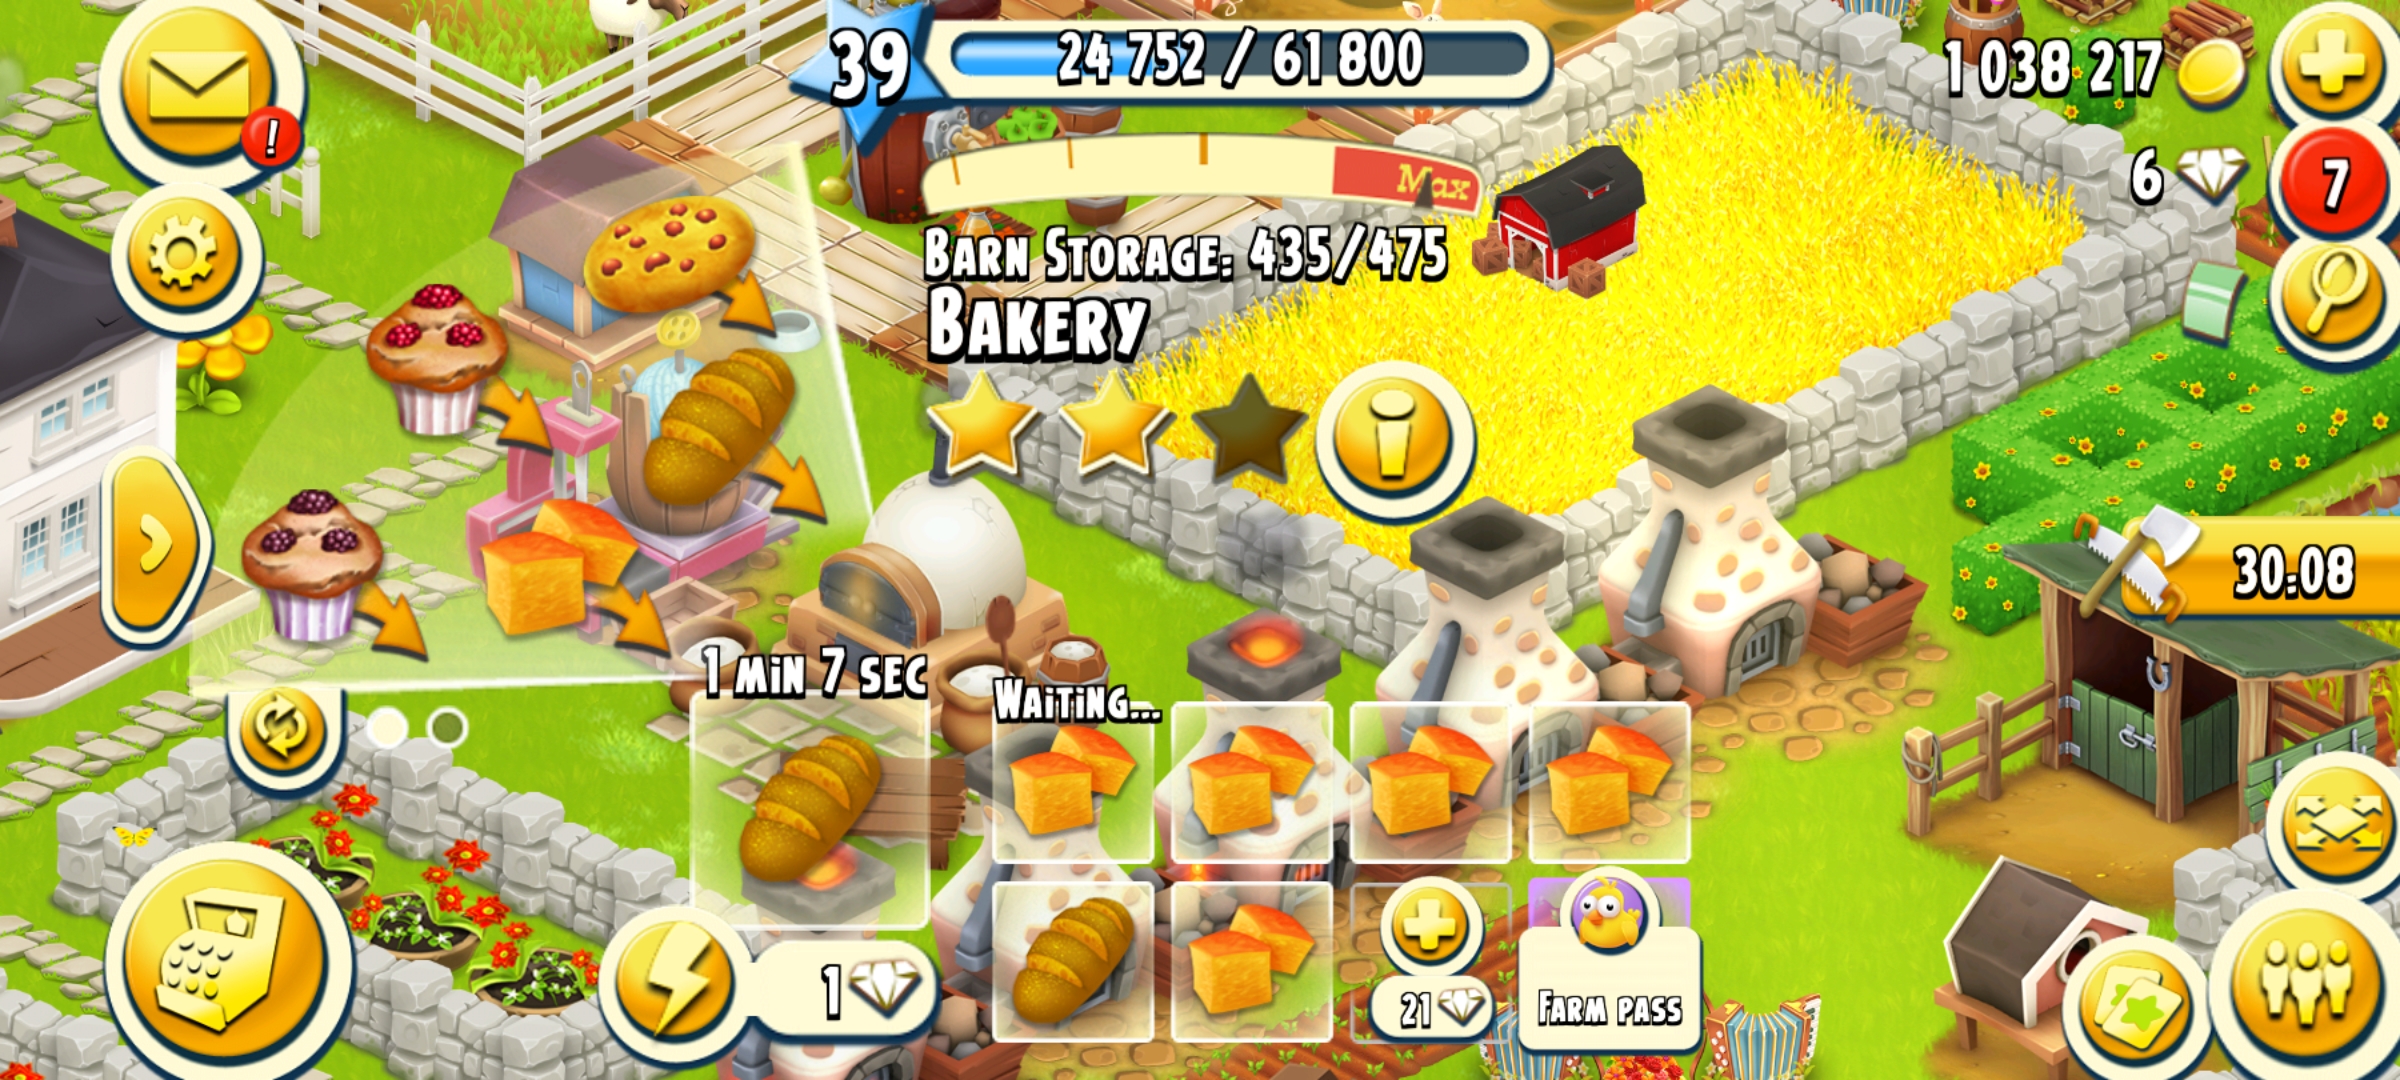 39
24 752 / 61 800
1 038 217
6
7
!
Max
Barn Storage: 435/475
Bakery
30:08
1 min 7 sec
Waiting...
1
21
Farm pass